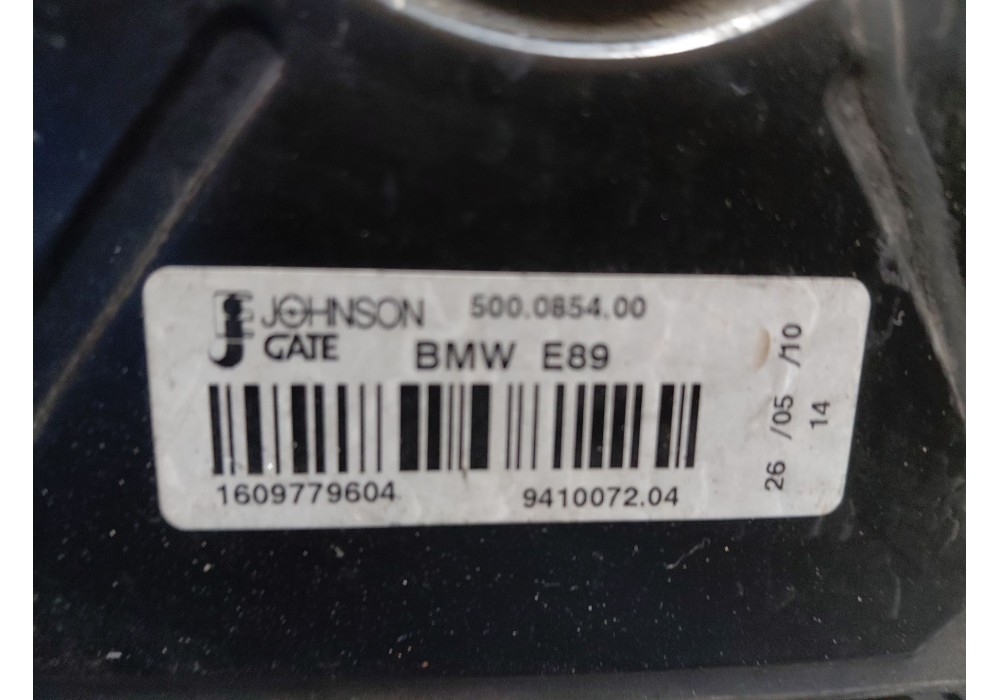 JOHNSON 500.0854.00
GATE BMW E89
1609779604 9410072.04
26 /05 /10
14